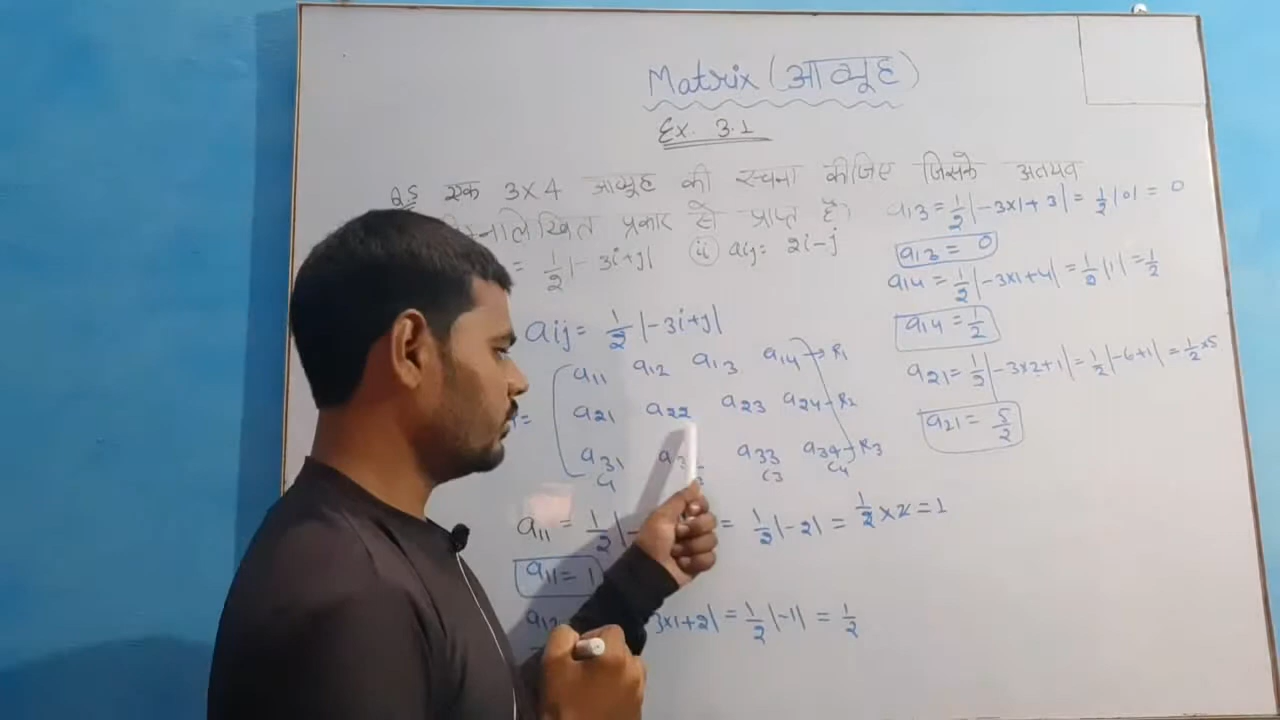 Matrix (आव्यूह)
Ex. 3.1
Q.5 एक 3×4 आव्यूह की रचना कीजिए जिसके अवयव
निम्नलिखित प्रकार से प्राप्त है।
= 1/2 |-3i+j| (ii) aij = 2i-j
aij = 1/2 |-3i+j|
a11 a12 a13 a14 → R1
a21 a22 a23 a24 → R2
a31 a33 a34 → R3
C1 C3 C4
a11 = 1/2 |- = 1/2 |-2| = 1/2 × 2 = 1
a11 = 1
a12 3×1+2| = 1/2 |-1| = 1/2
a13 = 1/2 |-3×1+3| = 1/2 |0| = 0
a13 = 0
a14 = 1/2 |-3×1+4| = 1/2 |1| = 1/2
a14 = 1/2
a21 = 1/2 |-3×2+1| = 1/2 |-6+1| = 1/2 × 5
a21 = 5/2